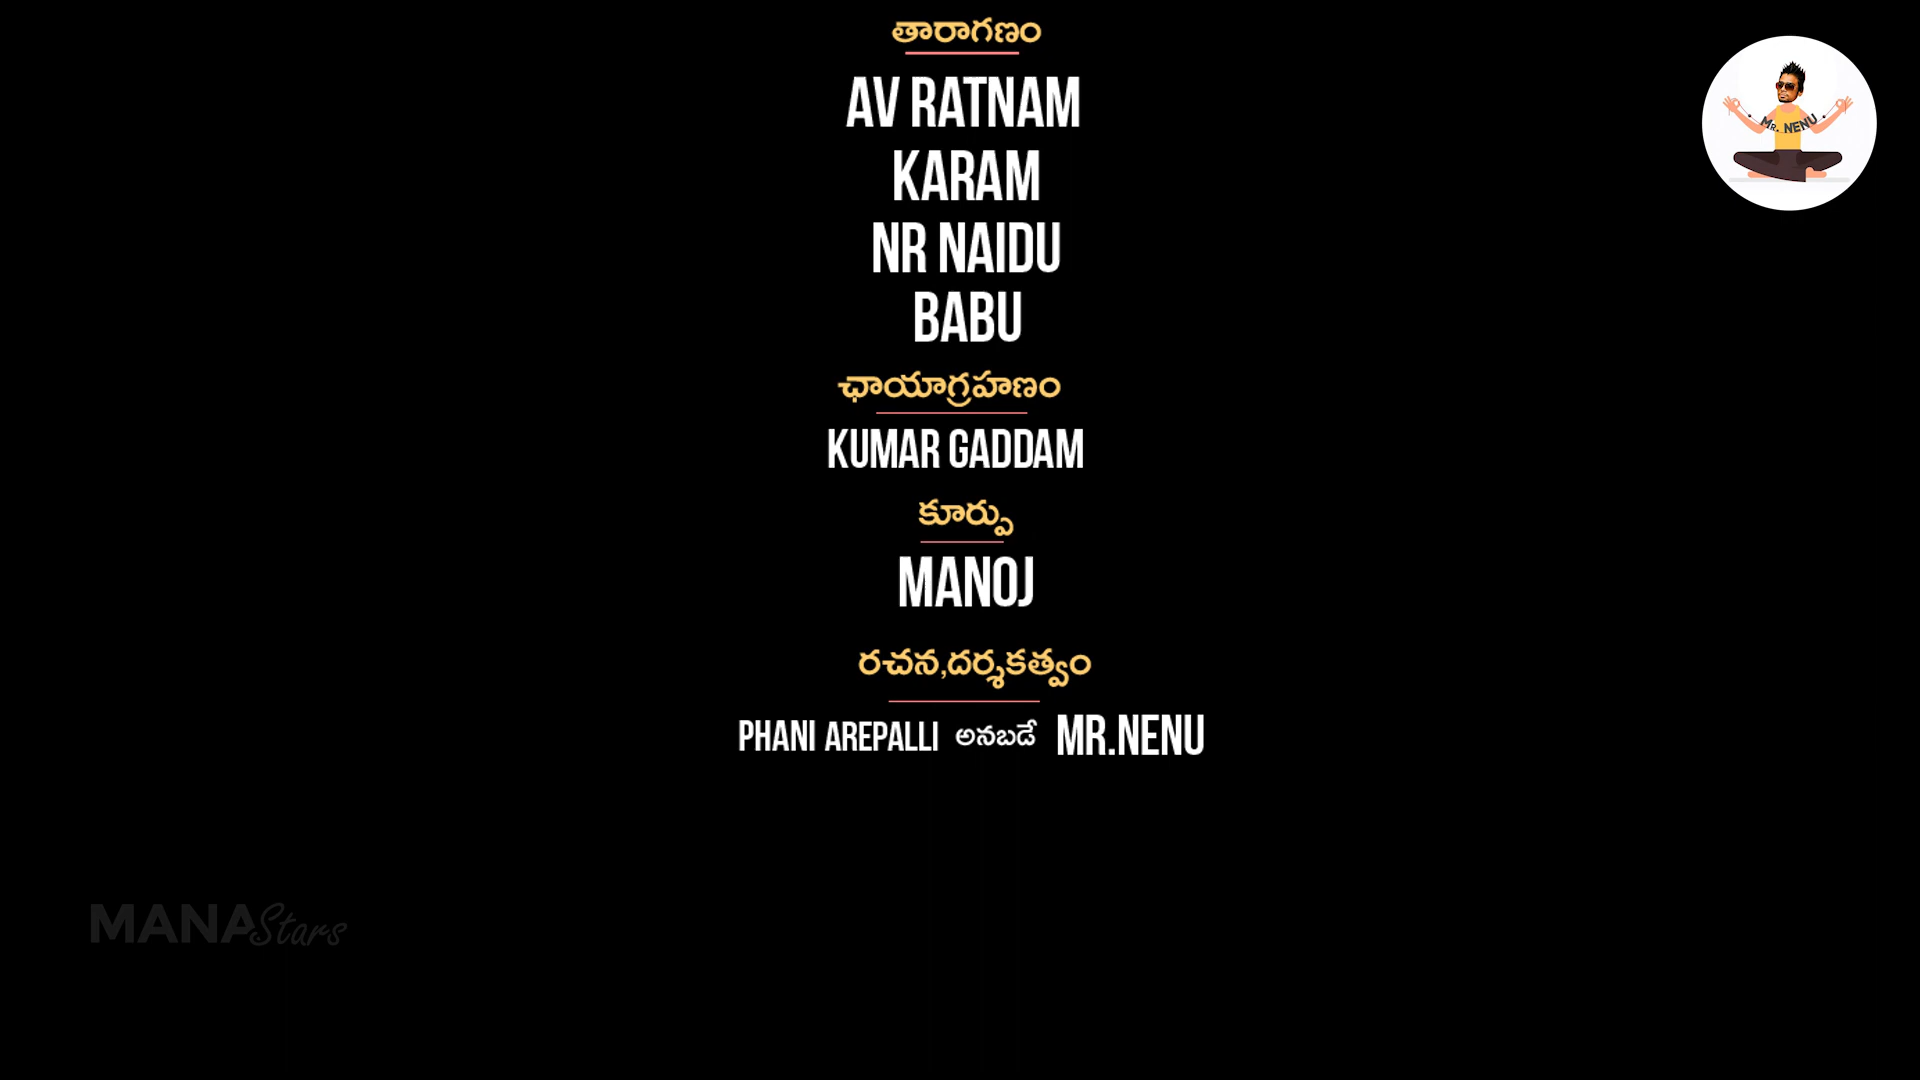 తారాగణం
AV RATNAM
KARAM
NR NAIDU
BABU
ఛాయాగ్రహణం
KUMAR GADDAM
కూర్పు
MANOJ
రచన,దర్శకత్వం
PHANI AREPALLI అనబడే MR.NENU
MR. NENU
MANA Stars